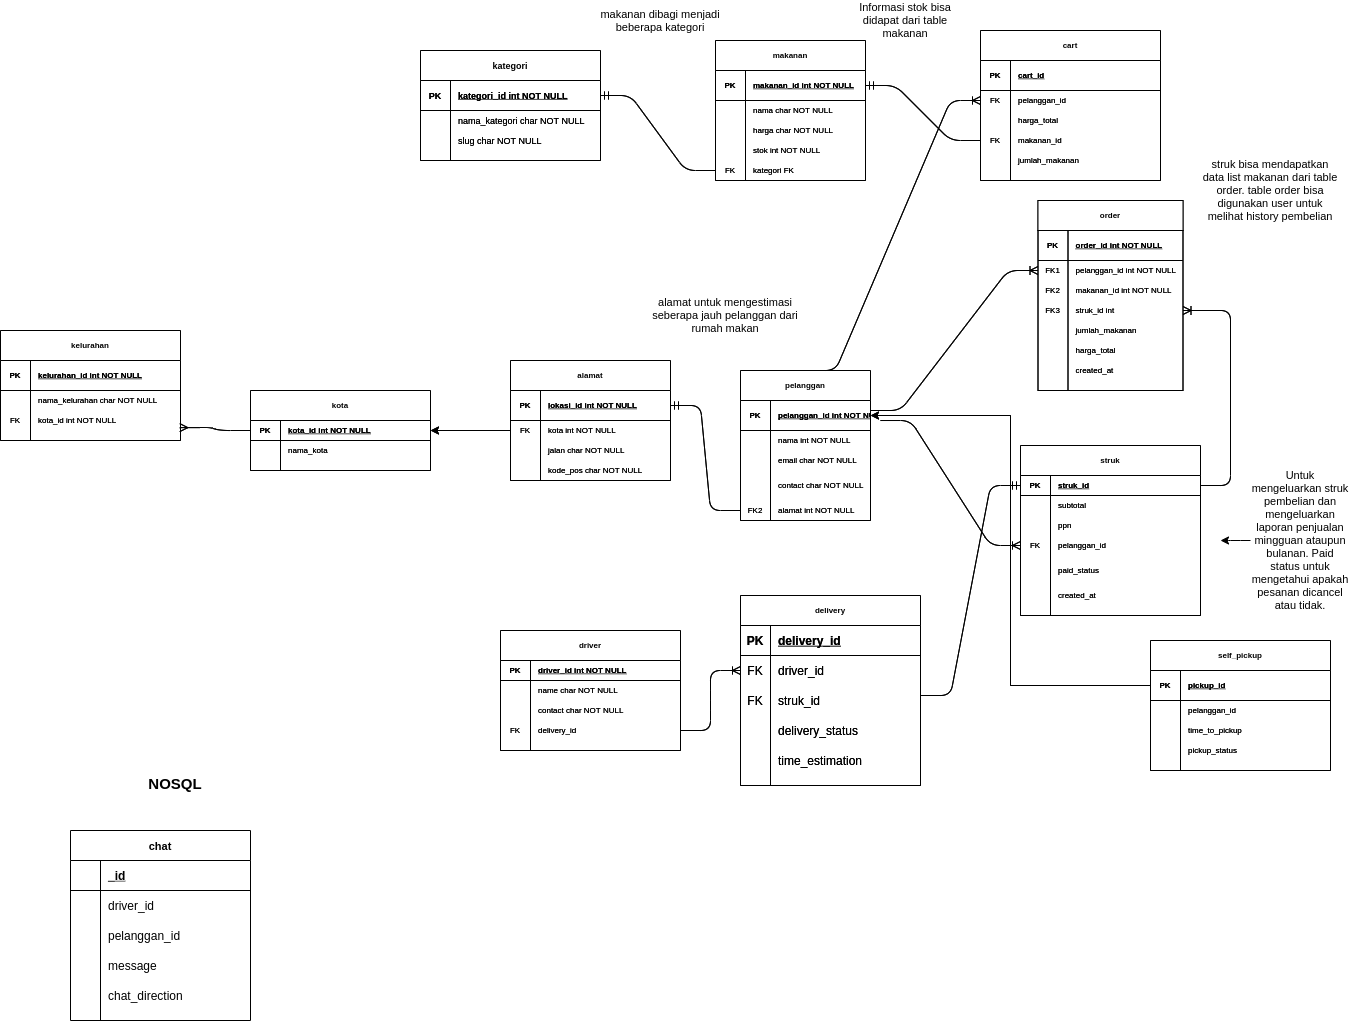 makanan dibagi menjadi
beberapa kategori
Informasi stok bisa
didapat dari table
makanan
kategori
PK kategori_id int NOT NULL
nama_kategori char NOT NULL
slug char NOT NULL
makanan
PK makanan_id int NOT NULL
nama char NOT NULL
harga char NOT NULL
stok int NOT NULL
FK kategori FK
cart
PK cart_id
FK pelanggan_id
harga_total
FK makanan_id
jumlah_makanan
struk bisa mendapatkan
data list makanan dari table
order. table order bisa
digunakan user untuk
melihat history pembelian
order
PK order_id int NOT NULL
FK1 pelanggan_id int NOT NULL
FK2 makanan_id int NOT NULL
FK3 struk_id int
jumlah_makanan
harga_total
created_at
alamat untuk mengestimasi
seberapa jauh pelanggan dari
rumah makan
kelurahan
PK kelurahan_id int NOT NULL
nama_kelurahan char NOT NULL
FK kota_id int NOT NULL
kota
PK kota_id int NOT NULL
nama_kota
alamat
PK lokasi_id int NOT NULL
FK kota int NOT NULL
jalan char NOT NULL
kode_pos char NOT NULL
pelanggan
PK pelanggan_id int NOT N
nama int NOT NULL
email char NOT NULL
contact char NOT NULL
FK2 alamat int NOT NULL
struk
PK struk_id
subtotal
ppn
FK pelanggan_id
paid_status
created_at
Untuk
mengeluarkan struk
pembelian dan
mengeluarkan
laporan penjualan
mingguan ataupun
bulanan. Paid
status untuk
mengetahui apakah
pesanan dicancel
atau tidak.
driver
PK driver_id int NOT NULL
name char NOT NULL
contact char NOT NULL
FK delivery_id
delivery
PK delivery_id
FK driver_id
FK struk_id
delivery_status
time_estimation
self_pickup
PK pickup_id
pelanggan_id
time_to_pickup
pickup_status
NOSQL
chat
_id
driver_id
pelanggan_id
message
chat_direction